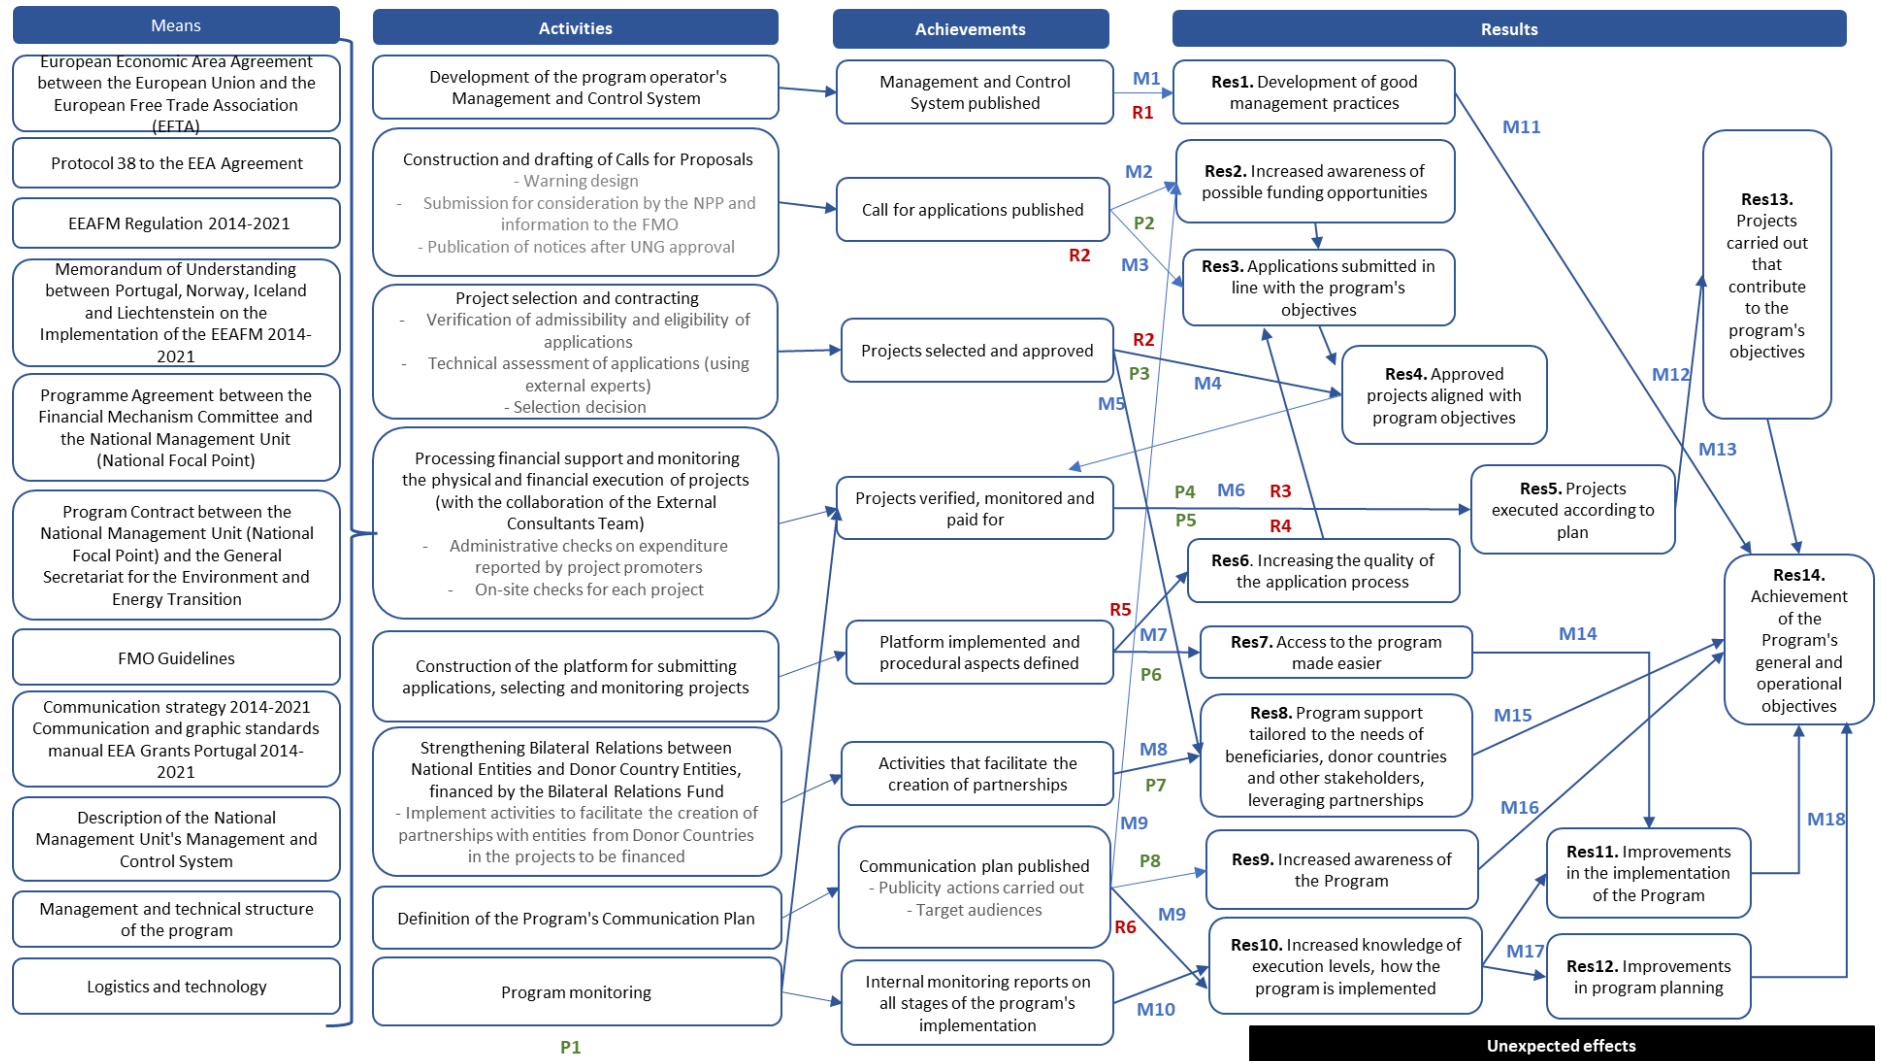 Means
European Economic Area Agreement
between the European Union and the
European Free Trade Association
(EFTA)
Protocol 38 to the EEA Agreement
EEAFM Regulation 2014-2021
Memorandum of Understanding
between Portugal, Norway, Iceland
and Liechtenstein on the
Implementation of the EEAFM 2014-
2021
Programme Agreement between the
Financial Mechanism Committee and
the National Management Unit
(National Focal Point)
Program Contract between the
National Management Unit (National
Focal Point) and the General
Secretariat for the Environment and
Energy Transition
FMO Guidelines
Communication strategy 2014-2021
Communication and graphic standards
manual EEA Grants Portugal 2014-
2021
Description of the National
Management Unit's Management and
Control System
Management and technical structure
of the program
Logistics and technology
Activities
Development of the program operator's
Management and Control System
Construction and drafting of Calls for Proposals
- Warning design
- Submission for consideration by the NPP and
information to the FMO
- Publication of notices after UNG approval
Project selection and contracting
- Verification of admissibility and eligibility of
applications
- Technical assessment of applications (using
external experts)
- Selection decision
Processing financial support and monitoring
the physical and financial execution of projects
(with the collaboration of the External
Consultants Team)
- Administrative checks on expenditure
reported by project promoters
- On-site checks for each project
Construction of the platform for submitting
applications, selecting and monitoring projects
Strengthening Bilateral Relations between
National Entities and Donor Country Entities,
financed by the Bilateral Relations Fund
- Implement activities to facilitate the creation of
partnerships with entities from Donor Countries
in the projects to be financed
Definition of the Program's Communication Plan
Program monitoring
P1
Achievements
Management and Control
System published
Call for applications published
Projects selected and approved
Projects verified, monitored and
paid for
Platform implemented and
procedural aspects defined
Activities that facilitate the
creation of partnerships
Communication plan published
- Publicity actions carried out
- Target audiences
Internal monitoring reports on
all stages of the program's
implementation
M1
R1
M2
P2
R2
M3
R2
P3
M4
M5
P4
M6
R3
P5
R4
R5
M7
P6
M8
P7
M9
P8
M9
R6
M10
Results
Res1. Development of good
management practices
Res2. Increased awareness of
possible funding opportunities
Res3. Applications submitted in
line with the program's
objectives
Res4. Approved
projects aligned with
program objectives
Res5. Projects
executed according to
plan
Res6. Increasing the quality of
the application process
Res7. Access to the program
made easier
Res8. Program support
tailored to the needs of
beneficiaries, donor countries
and other stakeholders,
leveraging partnerships
Res9. Increased awareness of
the Program
Res10. Increased knowledge of
execution levels, how the
program is implemented
M11
M12
M13
M14
M15
M16
M17
M18
Res11. Improvements
in the implementation
of the Program
Res12. Improvements
in program planning
Res13.
Projects
carried out
that
contribute
to the
program's
objectives
Res14.
Achievement
of the
Program's
general and
operational
objectives
Unexpected effects